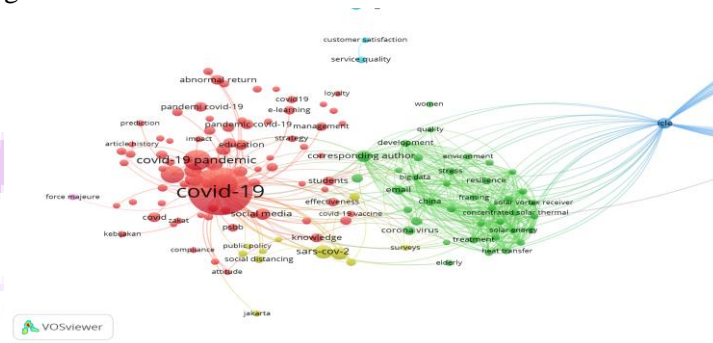 customer satisfaction
service quality
abnormal return
covid19
loyalty
pandemi covid-19
e-learning
women
prediction
pandemic covid-19
management
article history
impact
education
strategy
quality
development
covid-19 pandemic
corresponding author
environment
stress
covid-19
students
email
resilience
force majeure
effectiveness
china
big data
framing
solar vortex receiver
covid
zakat
social media
covid-19 vaccine
concentrated solar thermal
psbb
corona virus
solar energy
kebijakan
knowledge
treatment
compliance
public policy
sars-cov-2
surveys
heat transfer
social distancing
elderly
attitude
jakarta
VOSviewer